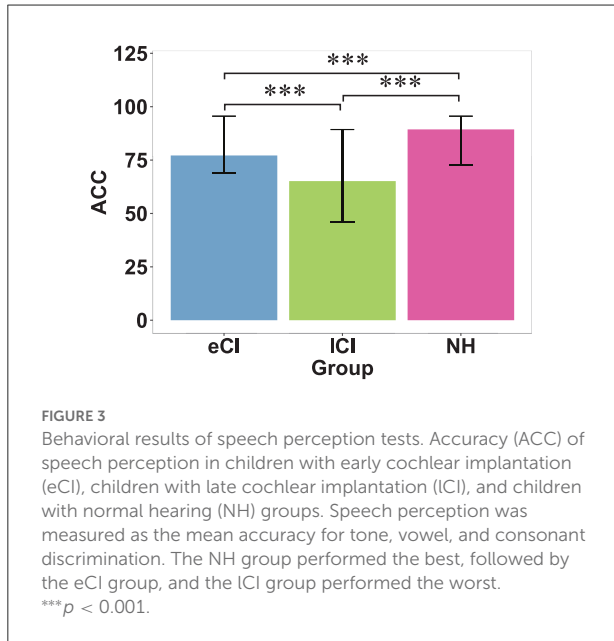 125
***
***
***
100
75
50
25
0
ACC
eCI lCI NH
Group
FIGURE 3
Behavioral results of speech perception tests. Accuracy (ACC) of
speech perception in children with early cochlear implantation
(eCI), children with late cochlear implantation (lCI), and children
with normal hearing (NH) groups. Speech perception was
measured as the mean accuracy for tone, vowel, and consonant
discrimination. The NH group performed the best, followed by
the eCI group, and the lCI group performed the worst.
***p < 0.001.